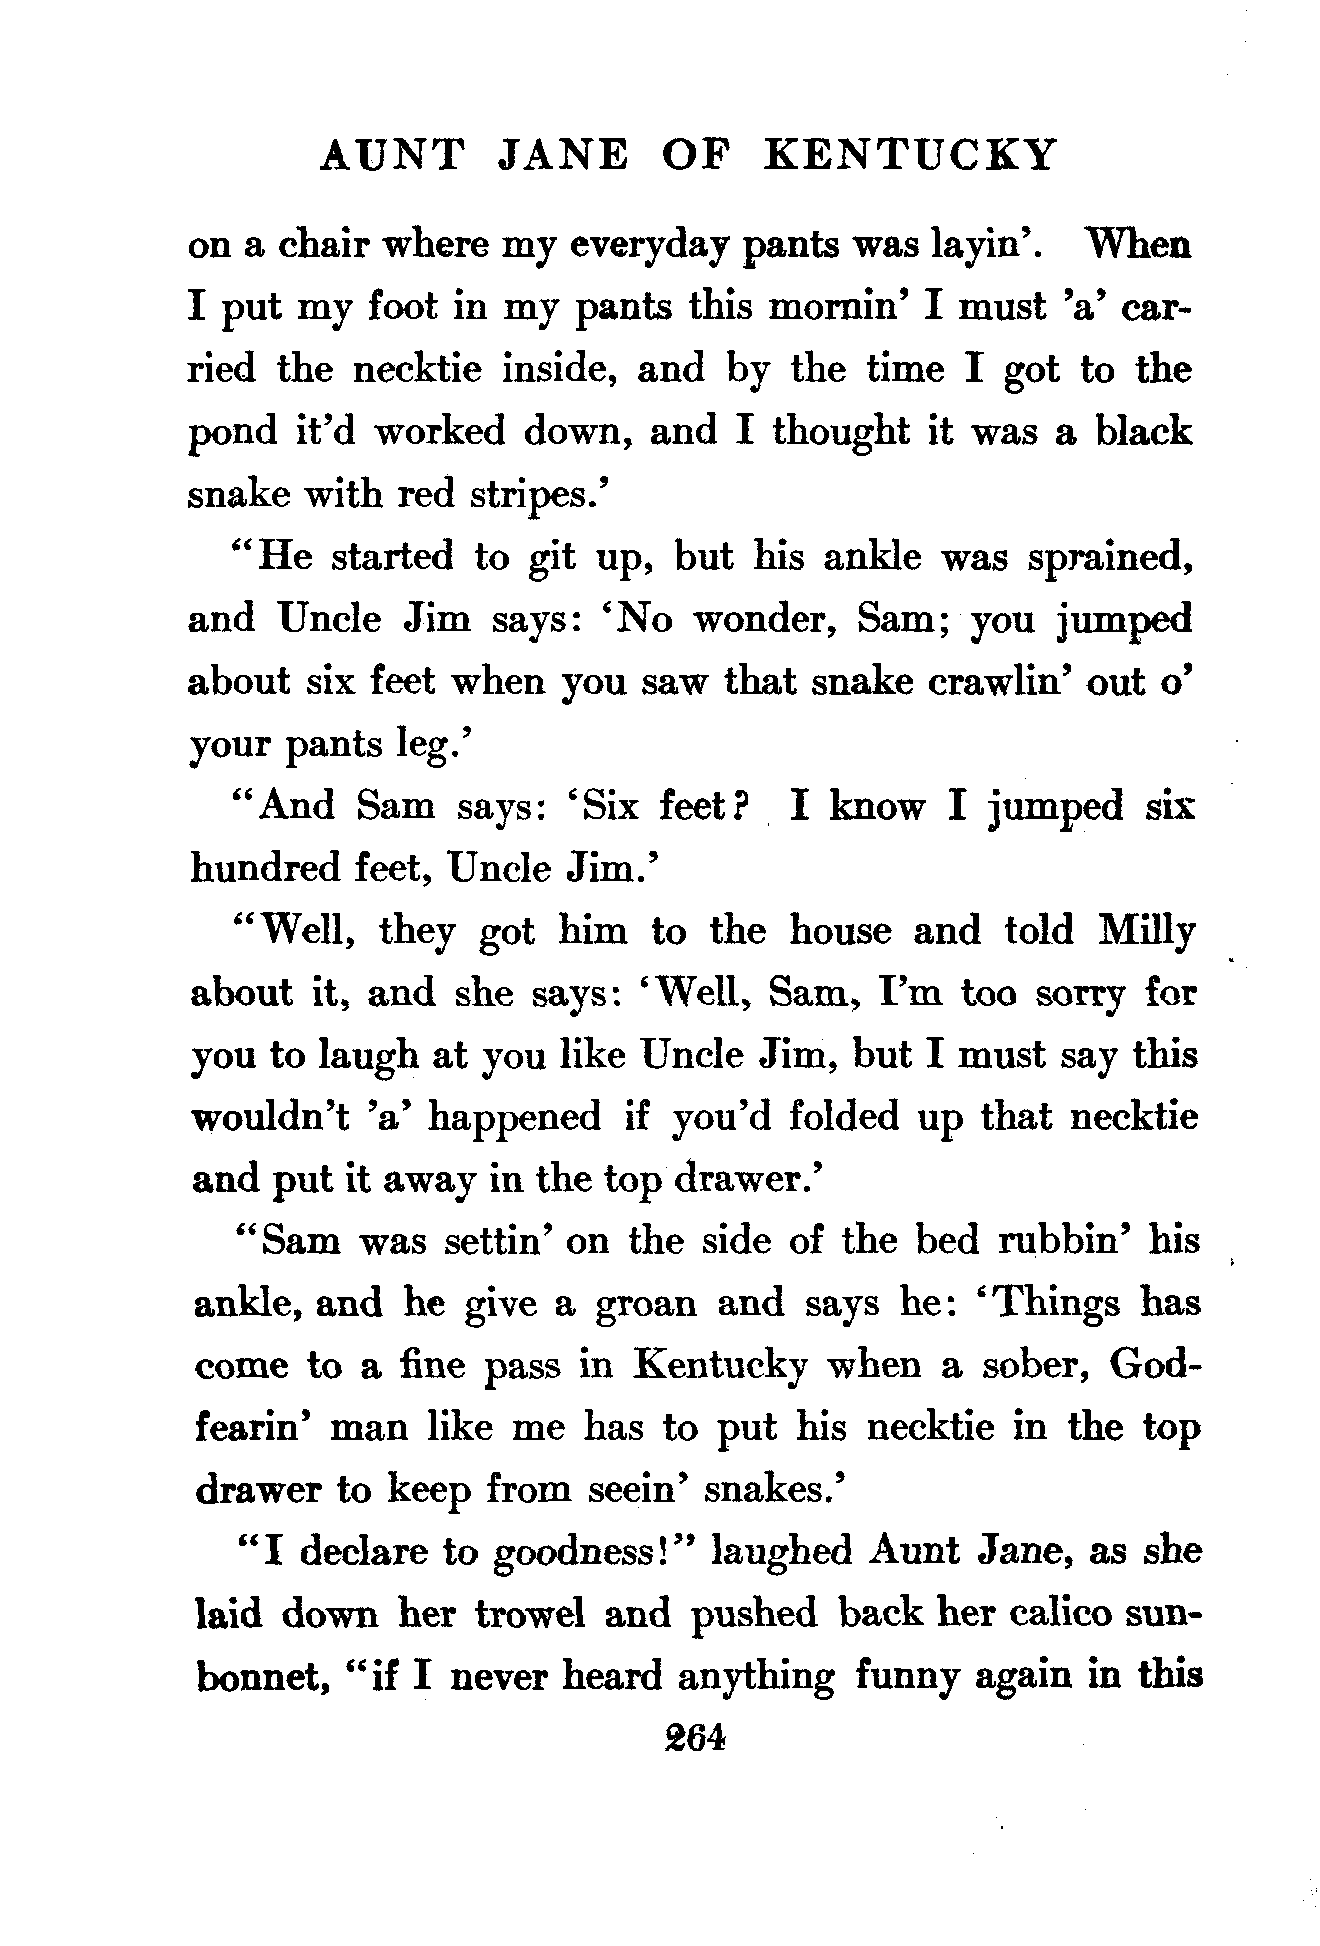 AUNT JANE OF KENTUCKY
on a chair where my everyday pants was layin’. When
I put my foot in my pants this mornin’ I must ’a’ car-
ried the necktie inside, and by the time I got to the
pond it’d worked down, and I thought it was a black
snake with red stripes.’
“He started to git up, but his ankle was sprained,
and Uncle Jim says: ‘No wonder, Sam; you jumped
about six feet when you saw that snake crawlin’ out o’
your pants leg.’
“And Sam says: ‘Six feet? I know I jumped six
hundred feet, Uncle Jim.’
“Well, they got him to the house and told Milly
about it, and she says: ‘Well, Sam, I’m too sorry for
you to laugh at you like Uncle Jim, but I must say this
wouldn’t ’a’ happened if you’d folded up that necktie
and put it away in the top drawer.’
“Sam was settin’ on the side of the bed rubbin’ his
ankle, and he give a groan and says he: ‘Things has
come to a fine pass in Kentucky when a sober, God-
fearin’ man like me has to put his necktie in the top
drawer to keep from seein’ snakes.’
“I declare to goodness!” laughed Aunt Jane, as she
laid down her trowel and pushed back her calico sun-
bonnet, “if I never heard anything funny again in this
264